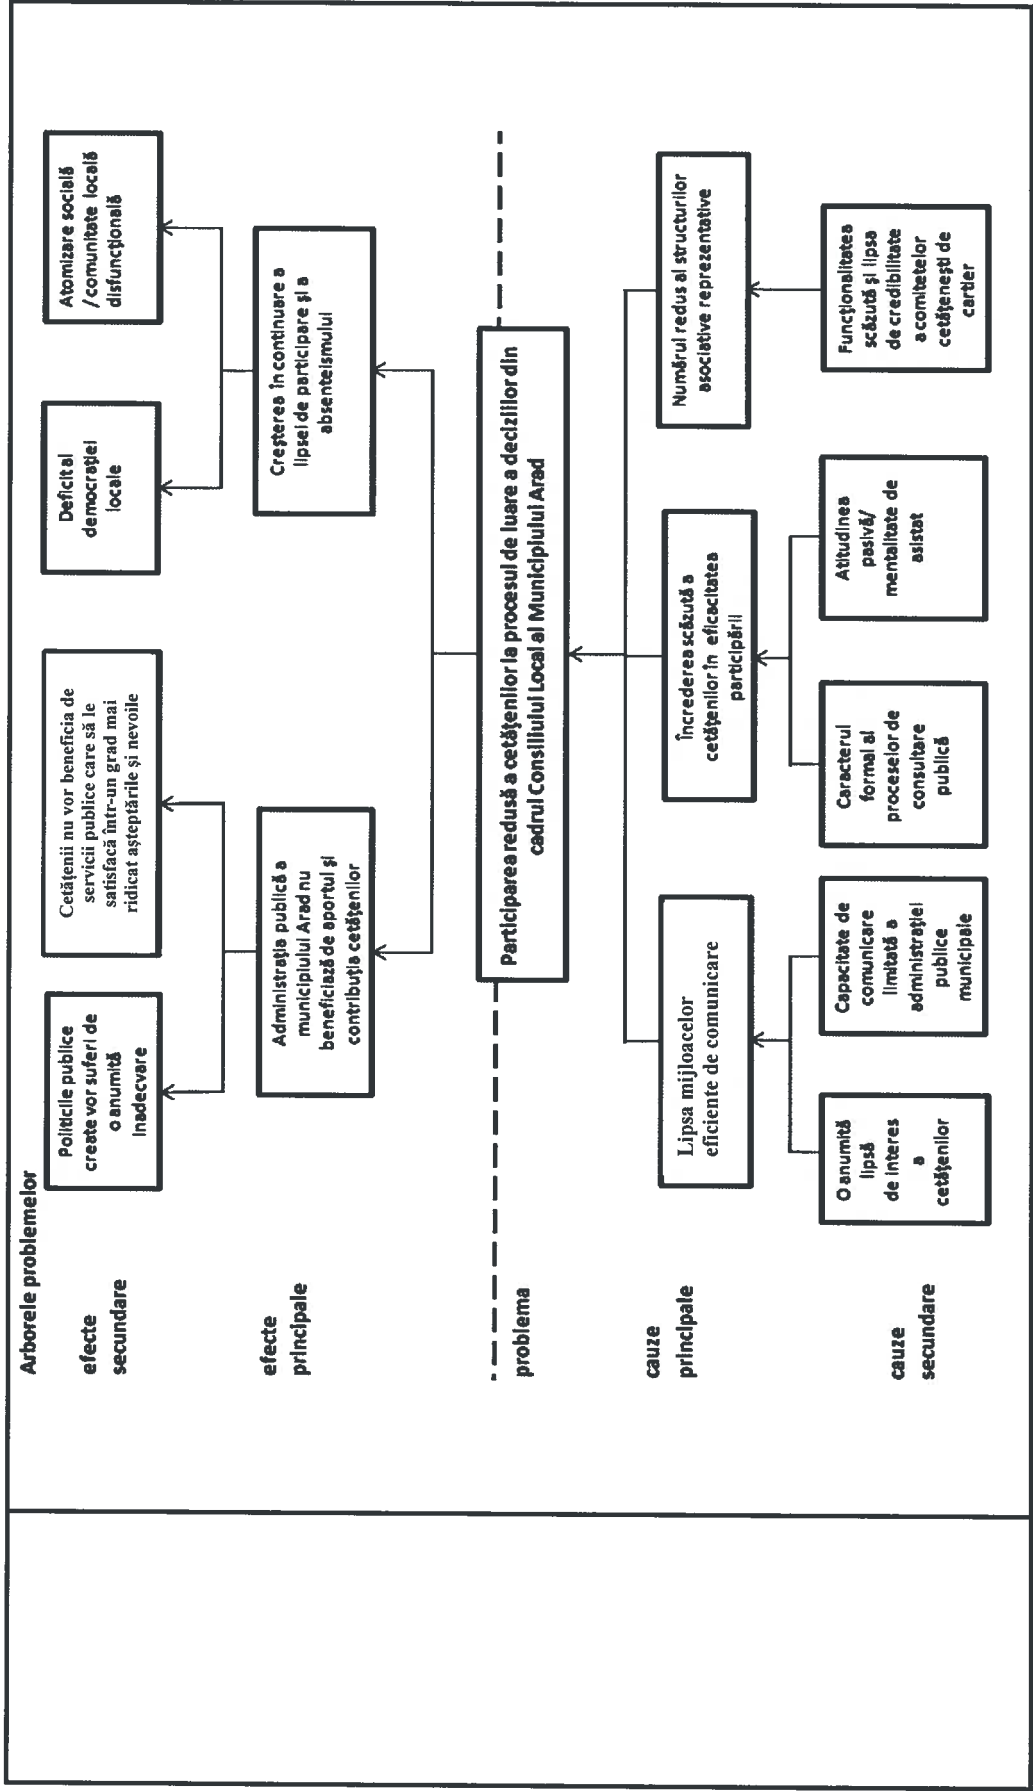 Arborele problemelor
efecte
secundare
Politicile publice
create vor suferi de
o anumită
inadecvare
Cetățenii nu vor beneficia de
servicii publice care să le
satisfacă într-un grad mai
ridicat așteptările și nevoile
Deficit al
democrației
locale
Atomizare socială
/comunitate locală
disfuncțională
efecte
principale
Administrația publică a
municipiului Arad nu
beneficiază de aportul și
contribuția cetățenilor
Creșterea în continuare a
lipsei de participare și a
absenteismului
problema
Participarea redusă a cetățenilor la procesul de luare a deciziilor din
cadrul Consiliului Local al Municipiului Arad
cauze
principale
Lipsa mijloacelor
eficiente de comunicare
Încrederea scăzută a
cetățenilor în eficacitatea
participării
Numărul redus al structurilor
asociative reprezentative
cauze
secundare
O anumită
lipsă
de interes
a
cetățenilor
Capacitate de
comunicare
limitată a
administrației
publice
municipale
Caracterul
formal al
proceselor de
consultare
publică
Atitudinea
pasivă/
mentalitate de
asistat
Funcționalitatea
scăzută și lipsa
de credibilitate
a comitetelor
cetățenești de
cartier